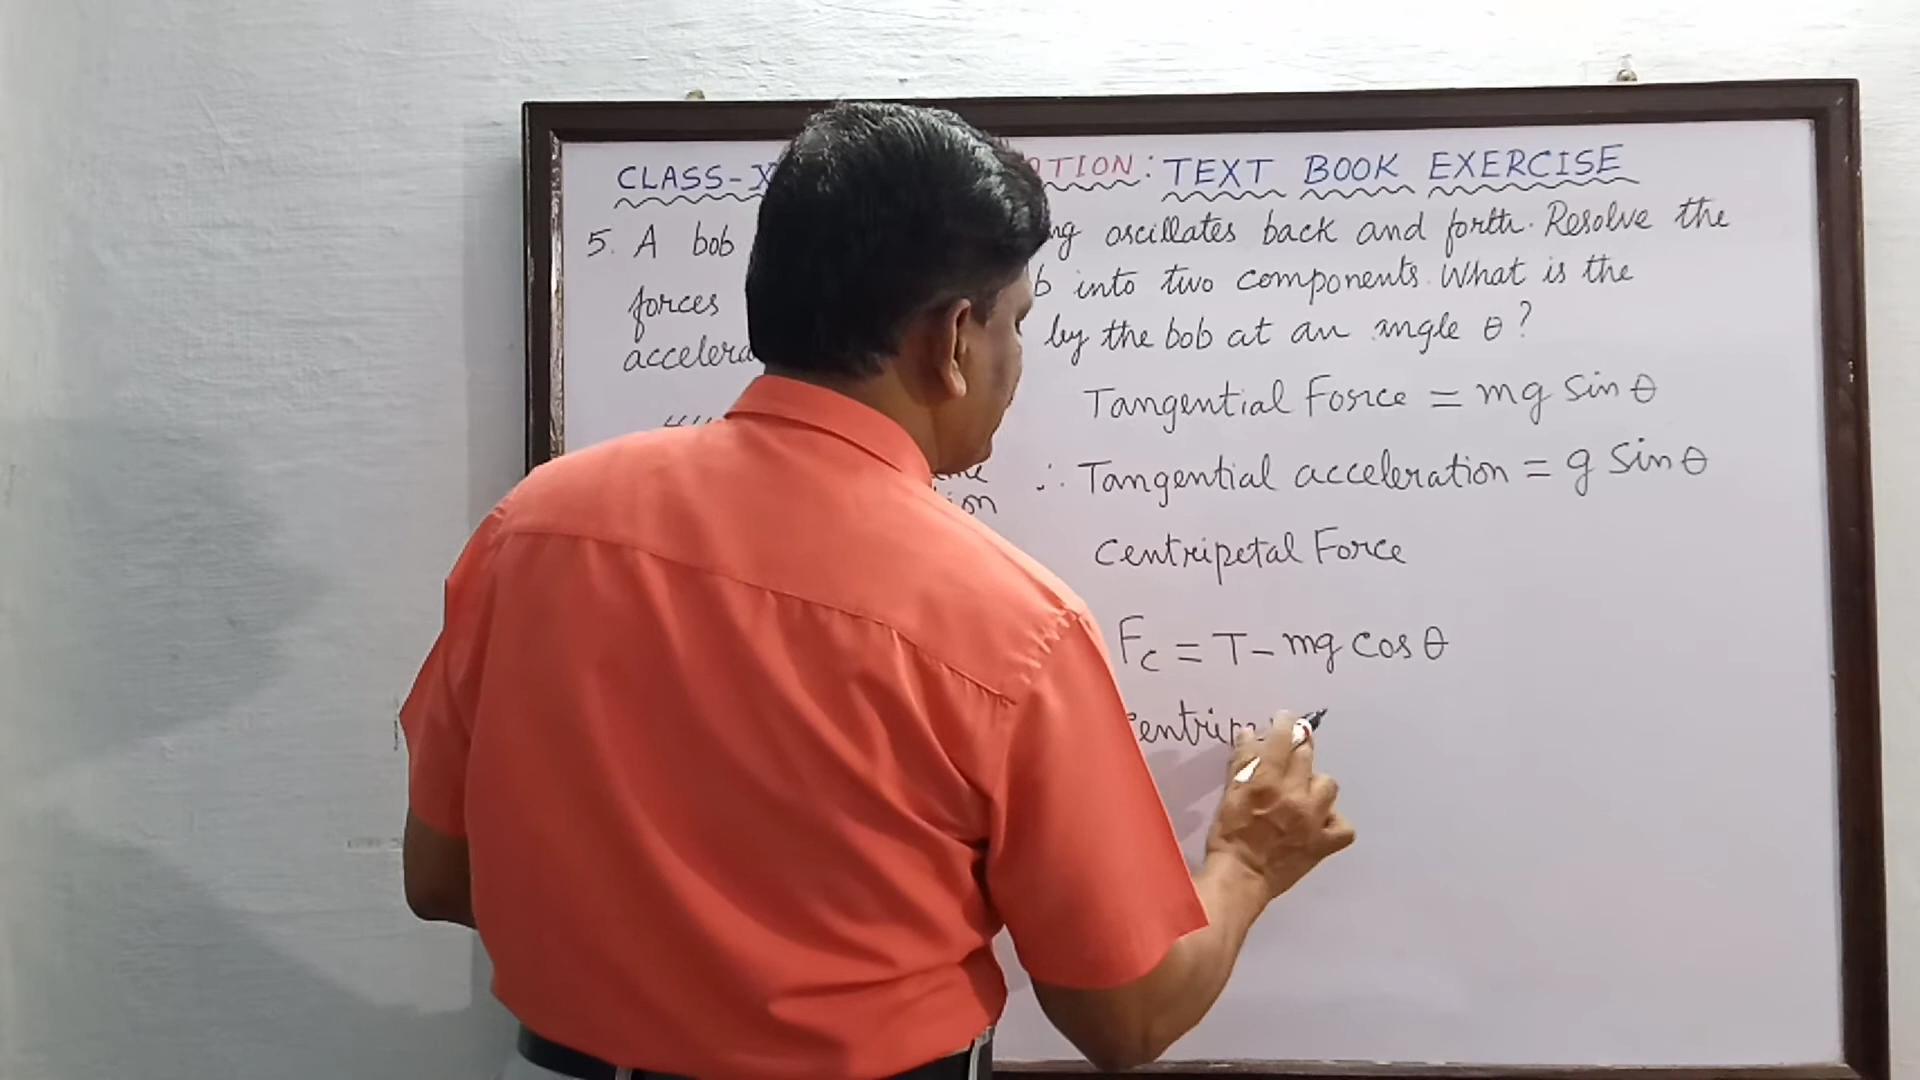 CLASS-X : TEXT BOOK EXERCISE
5. A bob oscillates back and forth. Resolve the
forces into two components. What is the
by the bob at an angle θ?
Tangential Force = mg sin θ
∴ Tangential acceleration = g sin θ
Centripetal Force
Fc = T - mg cos θ